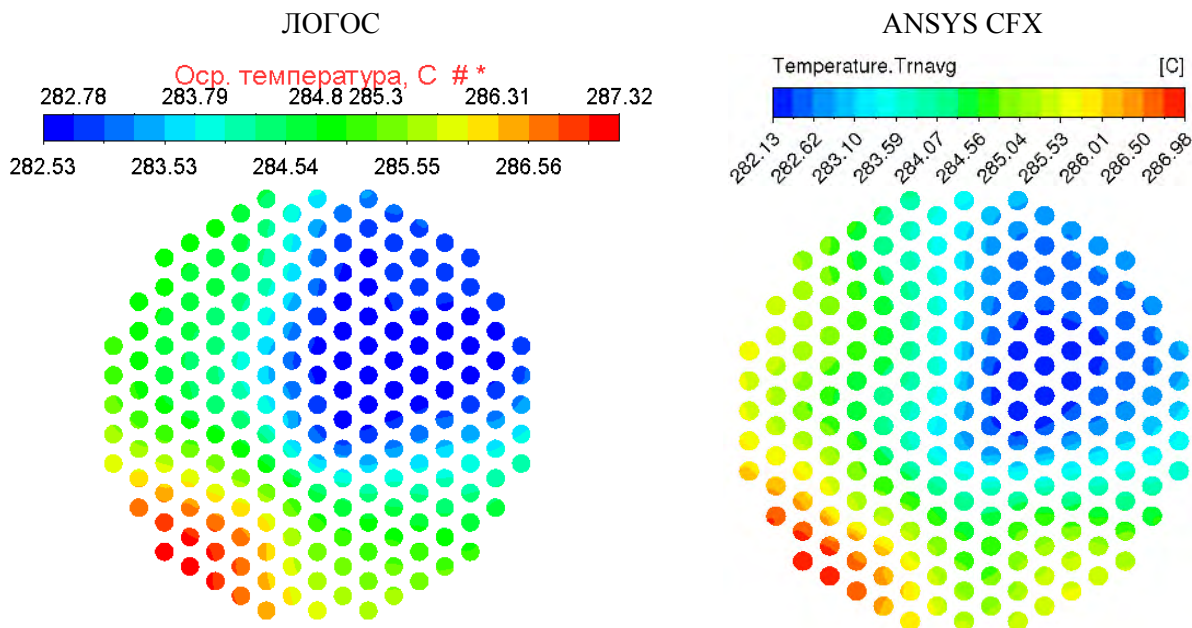 ЛОГОС
ANSYS CFX
Оср. температура, С # *
282.78 283.79 284.8 285.3 286.31 287.32
282.53 283.53 284.54 285.55 286.56
Temperature.Trnavg [C]
282.13 282.62 283.10 283.59 284.07 284.56 285.04 285.53 286.01 286.50 286.98